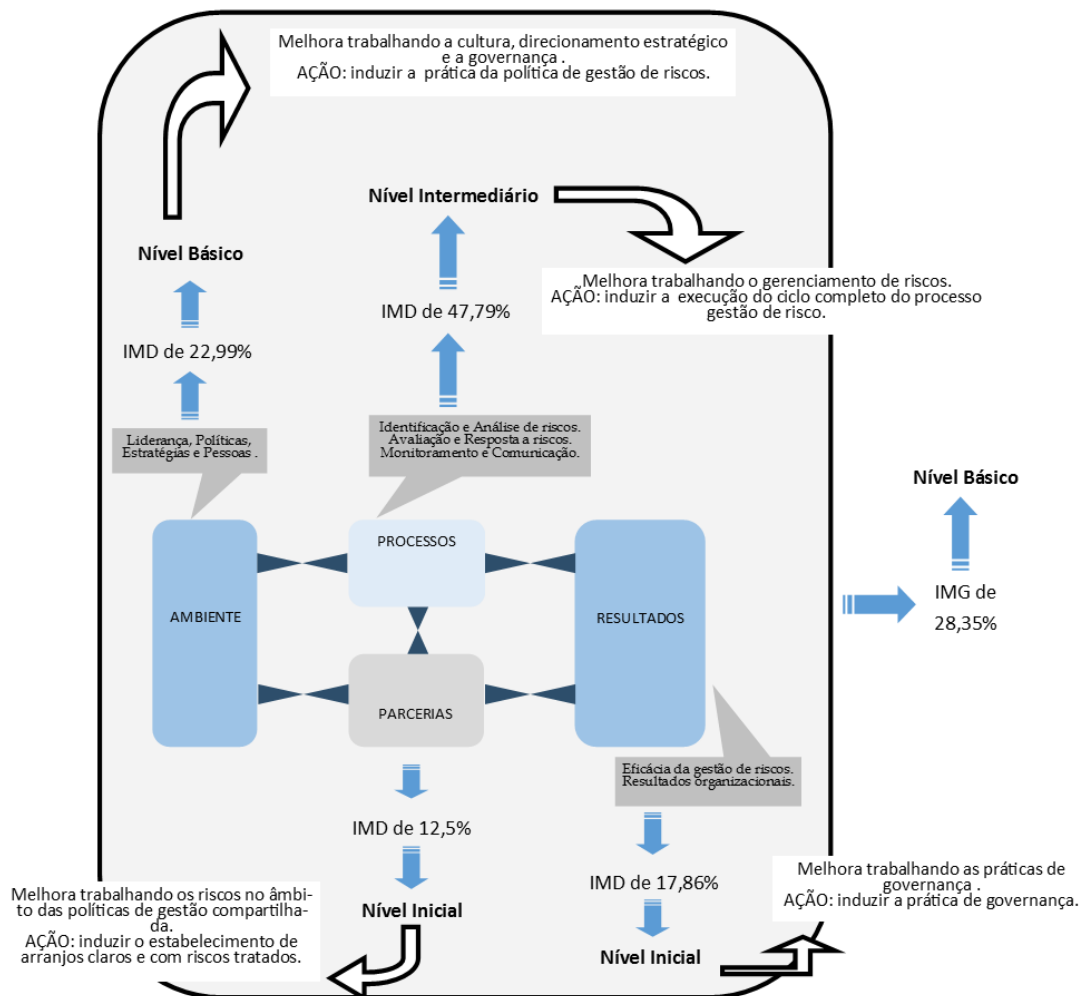 Melhora trabalhando a cultura, direcionamento estratégico
e a governança .
AÇÃO: induzir a prática da política de gestão de riscos.
Nível Intermediário
Nível Básico
Melhora trabalhando o gerenciamento de riscos.
AÇÃO: induzir a execução do ciclo completo do processo
gestão de risco.
IMD de 47,79%
IMD de 22,99%
Liderança, Políticas,
Estratégias e Pessoas .
Identificação e Análise de riscos.
Avaliação e Resposta a riscos.
Monitoramento e Comunicação.
Nível Básico
IMG de
28,35%
PROCESSOS
AMBIENTE
RESULTADOS
PARCERIAS
Eficácia da gestão de riscos.
Resultados organizacionais.
IMD de 12,5%
IMD de 17,86%
Nível Inicial
Nível Inicial
Melhora trabalhando as práticas de
governança .
AÇÃO: induzir a prática de governança.
Melhora trabalhando os riscos no âmbi-
to das políticas de gestão compartilha-
da.
AÇÃO: induzir o estabelecimento de
arranjos claros e com riscos tratados.